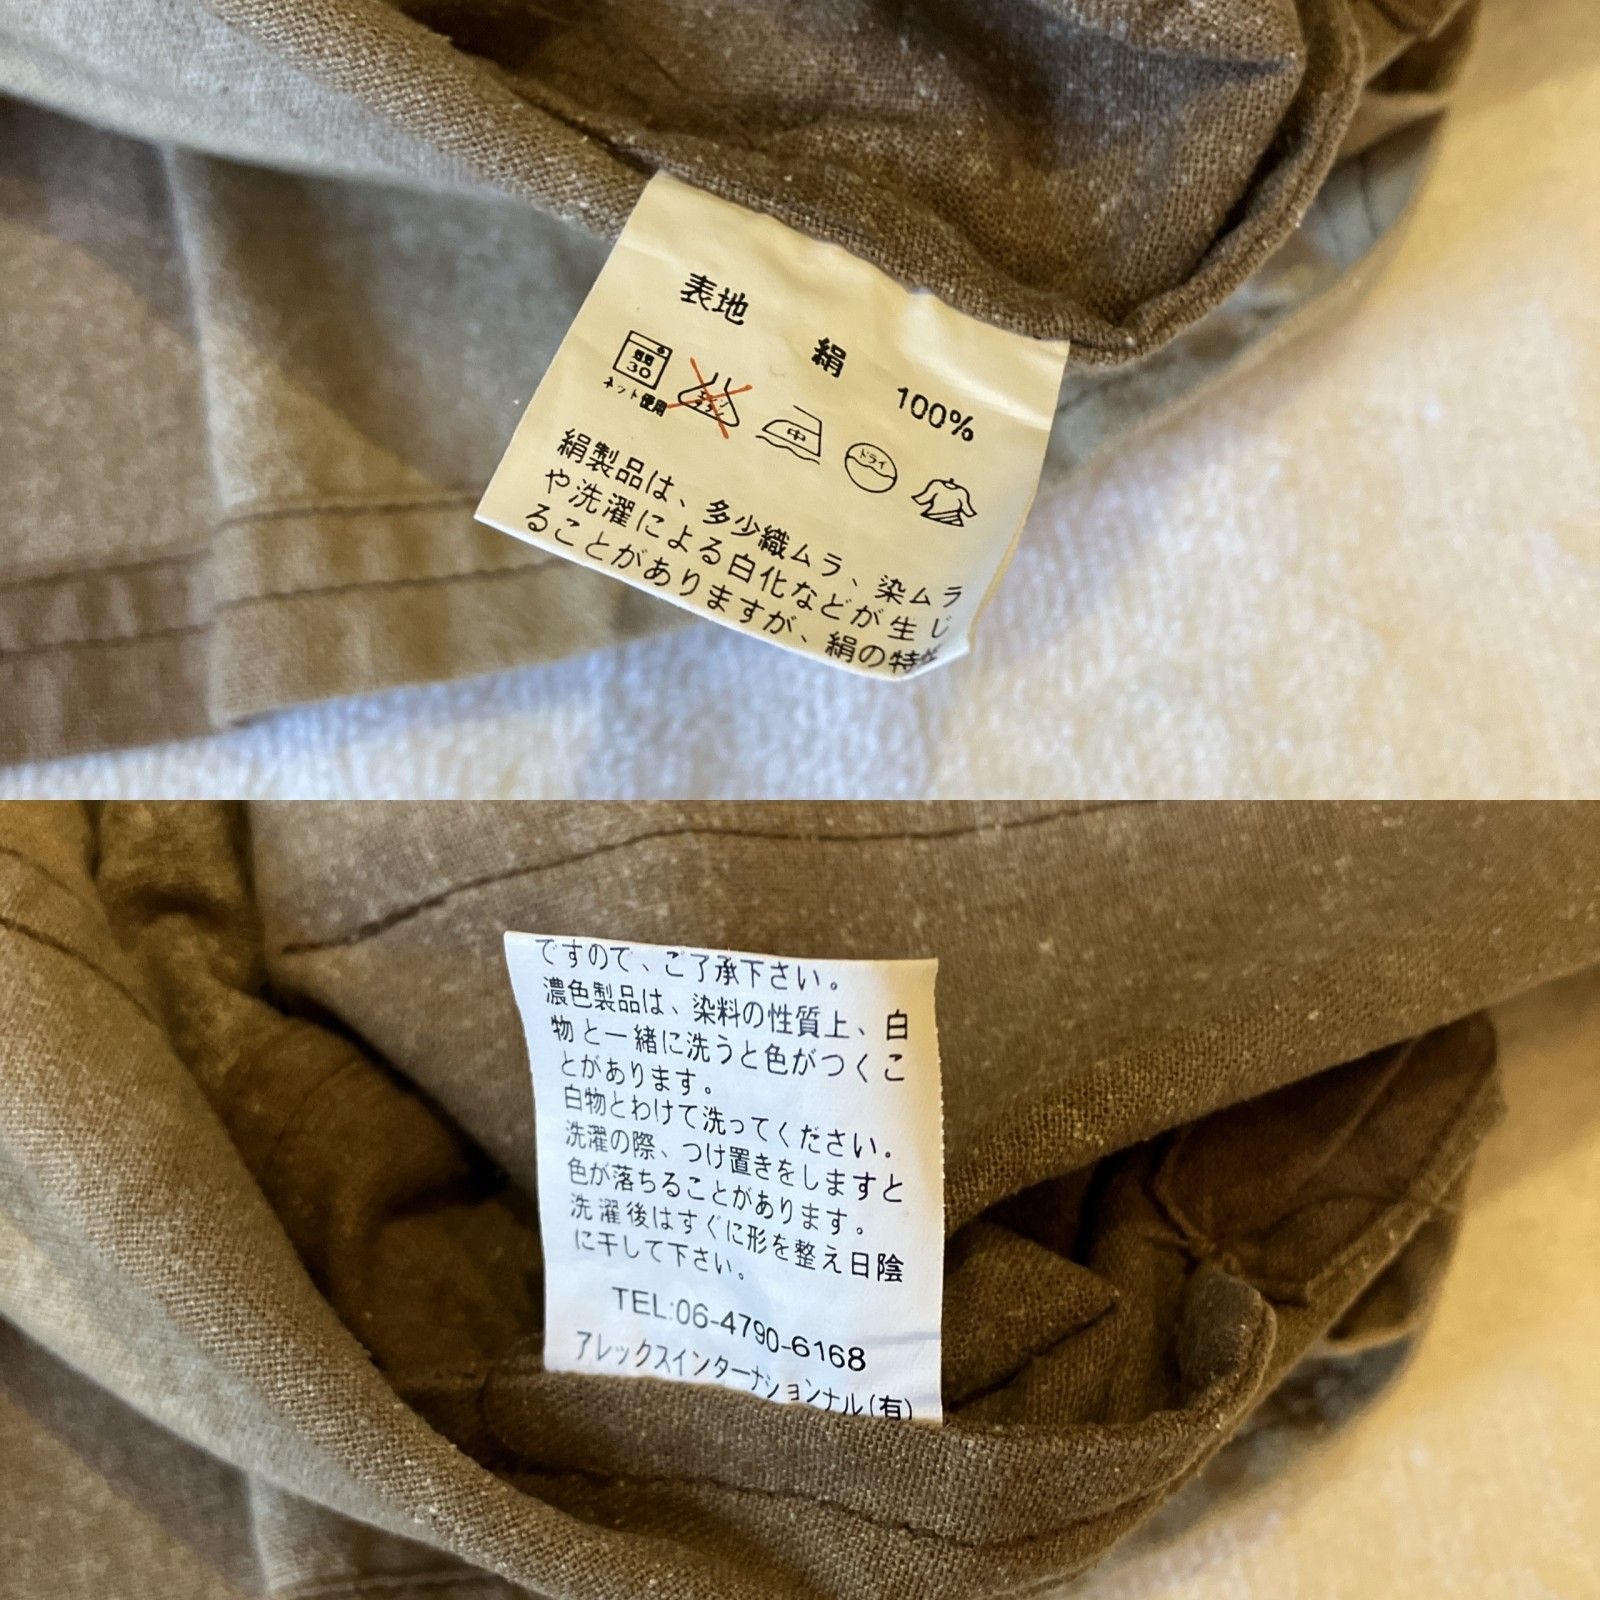 表地 絹 100%
弱 30
ネット使用
エンソ
サラシ
中
ドライ
絹製品は、多少織ムラ、染ムラ
や洗濯による白化などが生じ
ることがありますが、絹の特性
ですので、ご了承下さい。
濃色製品は、染料の性質上、白
物と一緒に洗うと色がつくこ
とがあります。
白物とわけて洗ってください。
洗濯の際、つけ置きをしますと
色が落ちることがあります。
洗濯後はすぐに形を整え日陰
に干して下さい。
TEL:06-4790-6168
アレックスインターナショナル(有)